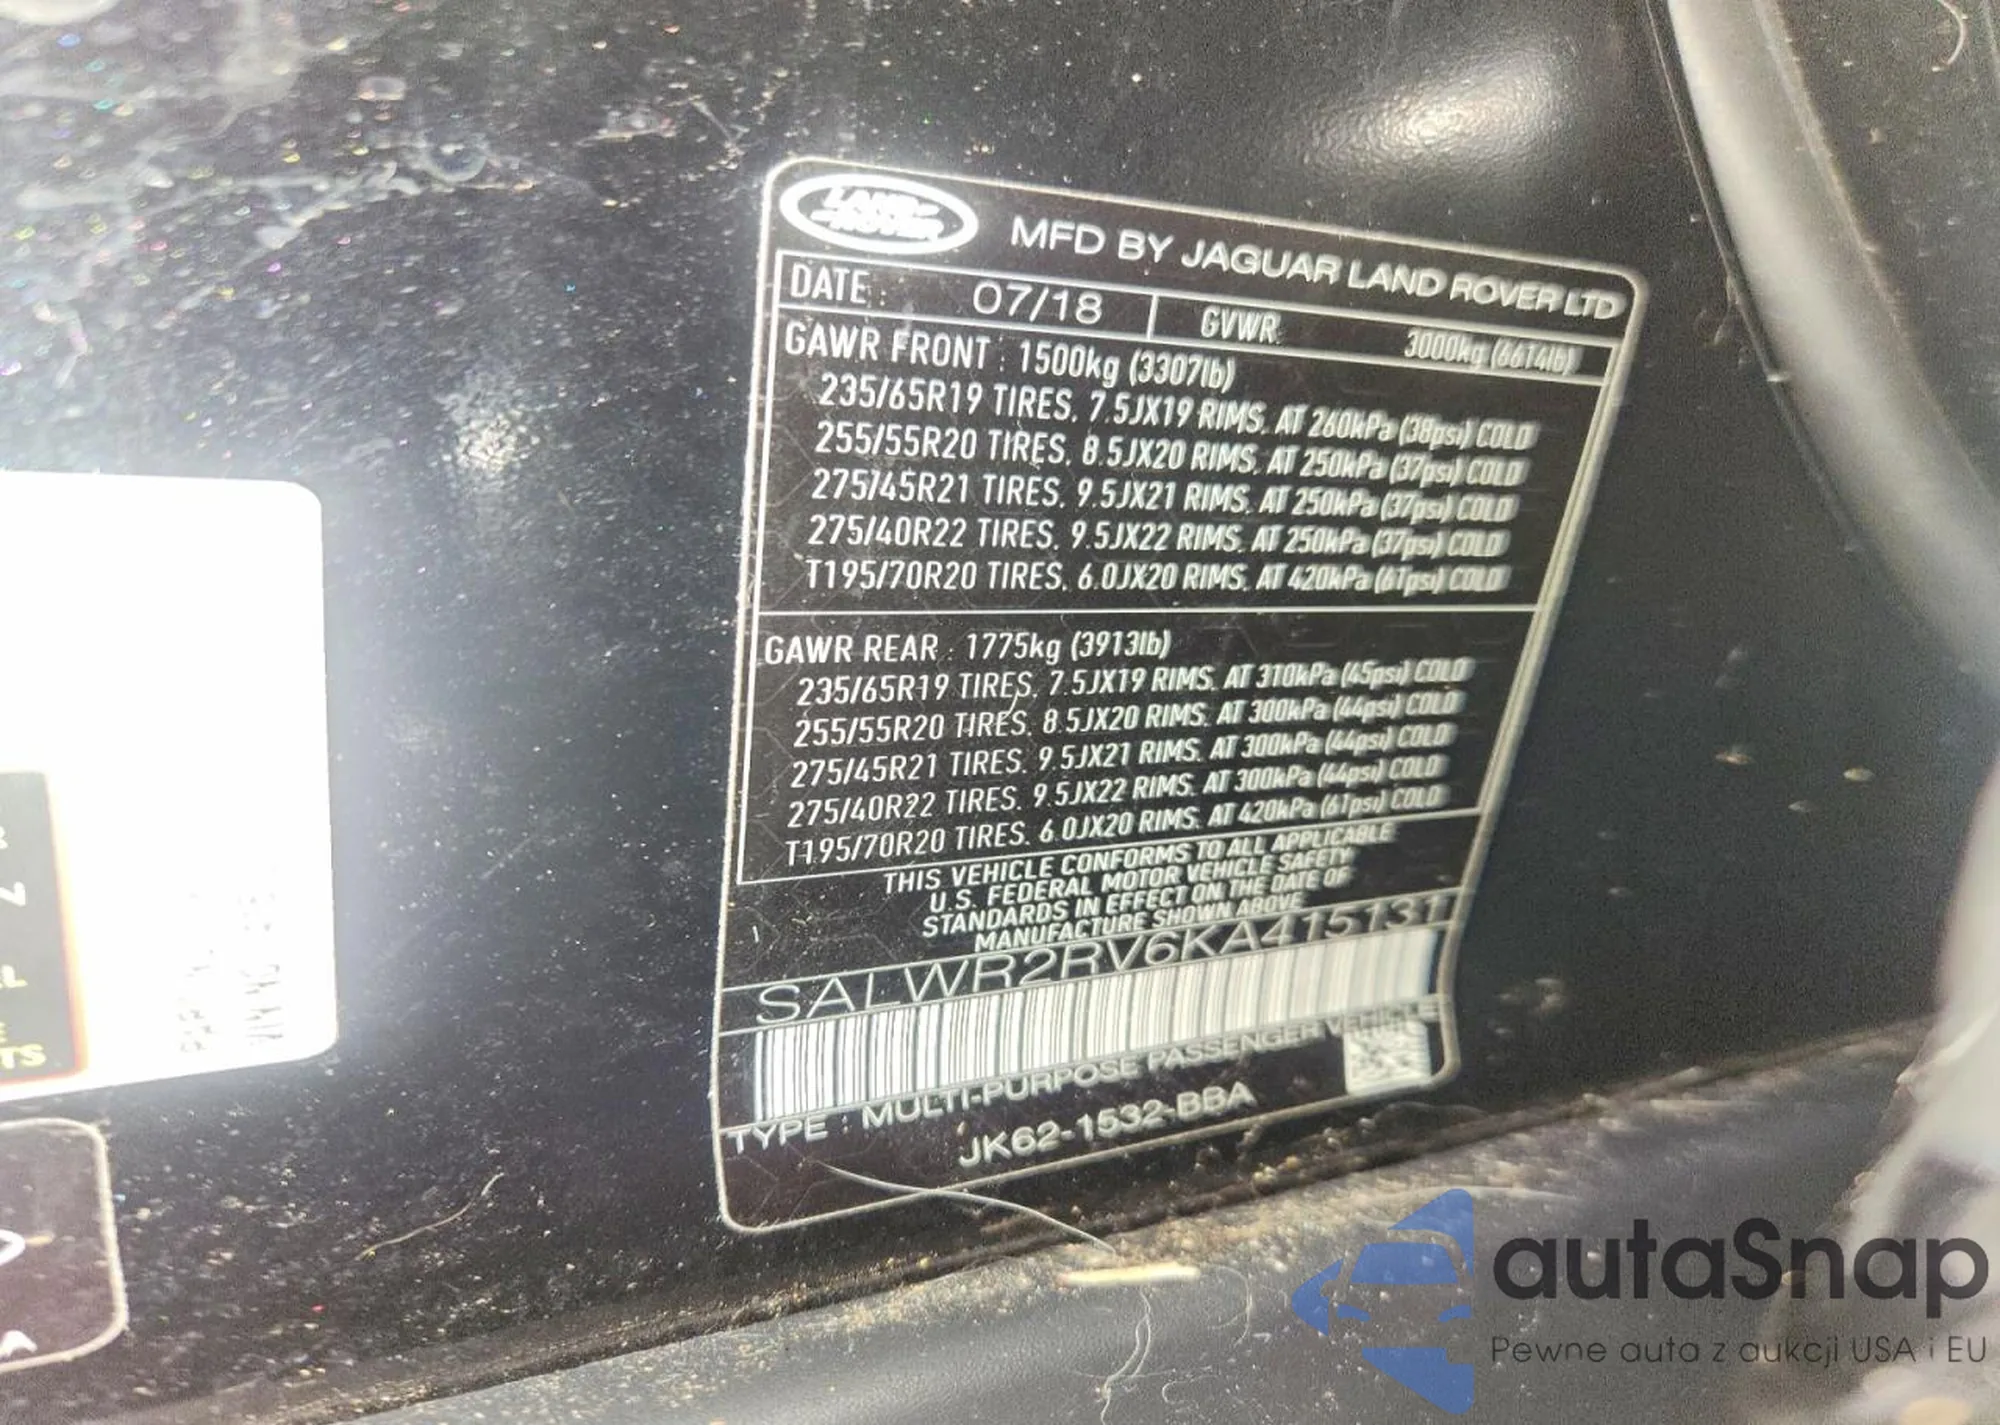 LAND
ROVER
MFD BY JAGUAR LAND ROVER LTD
DATE : 07/18 GVWR: 3000kg (6614lb)
GAWR FRONT : 1500kg (3307lb)
235/65R19 TIRES, 7.5JX19 RIMS, AT 260kPa (38psi) COLD
255/55R20 TIRES, 8.5JX20 RIMS, AT 250kPa (37psi) COLD
275/45R21 TIRES, 9.5JX21 RIMS, AT 250kPa (37psi) COLD
275/40R22 TIRES, 9.5JX22 RIMS, AT 250kPa (37psi) COLD
T195/70R20 TIRES, 6.0JX20 RIMS, AT 420kPa (61psi) COLD
GAWR REAR : 1775kg (3913lb)
235/65R19 TIRES, 7.5JX19 RIMS, AT 310kPa (45psi) COLD
255/55R20 TIRES, 8.5JX20 RIMS, AT 300kPa (44psi) COLD
275/45R21 TIRES, 9.5JX21 RIMS, AT 300kPa (44psi) COLD
275/40R22 TIRES, 9.5JX22 RIMS, AT 300kPa (44psi) COLD
T195/70R20 TIRES, 6.0JX20 RIMS, AT 420kPa (61psi) COLD
THIS VEHICLE CONFORMS TO ALL APPLICABLE
U.S. FEDERAL MOTOR VEHICLE SAFETY
STANDARDS IN EFFECT ON THE DATE OF
MANUFACTURE SHOWN ABOVE
SALWR2RV6KA415131
TYPE : MULTI-PURPOSE PASSENGER VEHICLE
JK62-1532-BBA
autaSnap
Pewne auta z aukcji USA i EU